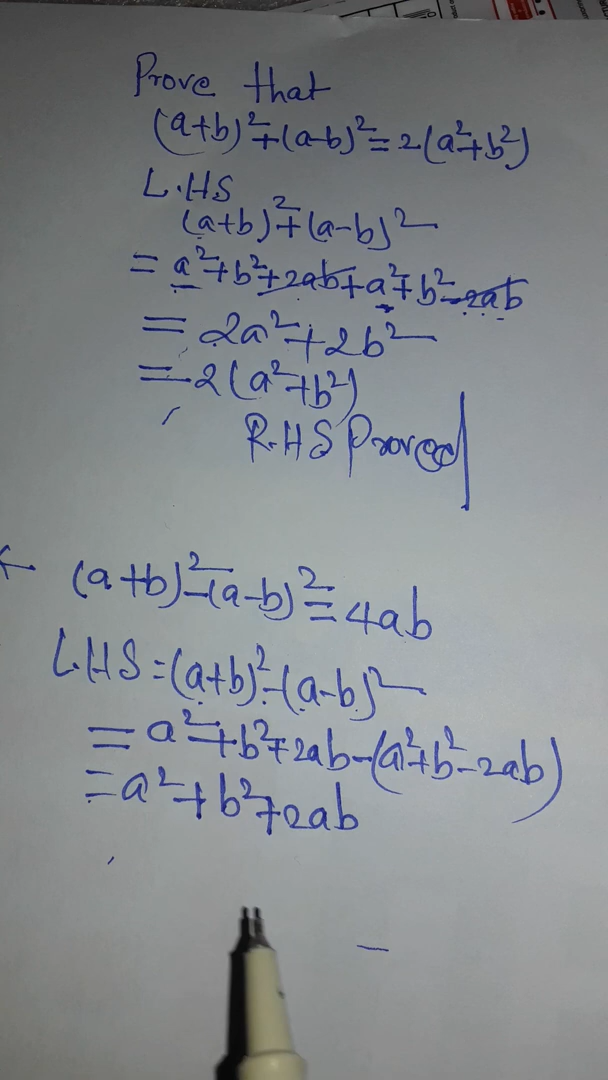 Prove that
(a+b)²+(a-b)²=2(a²+b²)
L.HS
(a+b)²+(a-b)²
= a²+b²+2ab+a²+b²-2ab
= 2a²+2b²
= 2(a²+b²)
R.HS Proved
(a+b)²-(a-b)²=4ab
L.HS=(a+b)²-(a-b)²
= a²+b²+2ab-(a²+b²-2ab)
=a²+b²+2ab